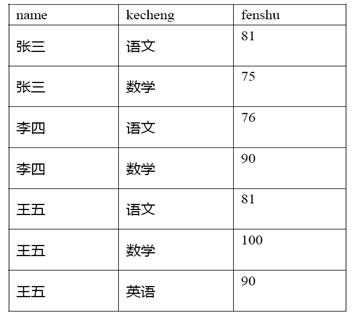 name kecheng fenshu
张三 语文 81
张三 数学 75
李四 语文 76
李四 数学 90
王五 语文 81
王五 数学 100
王五 英语 90